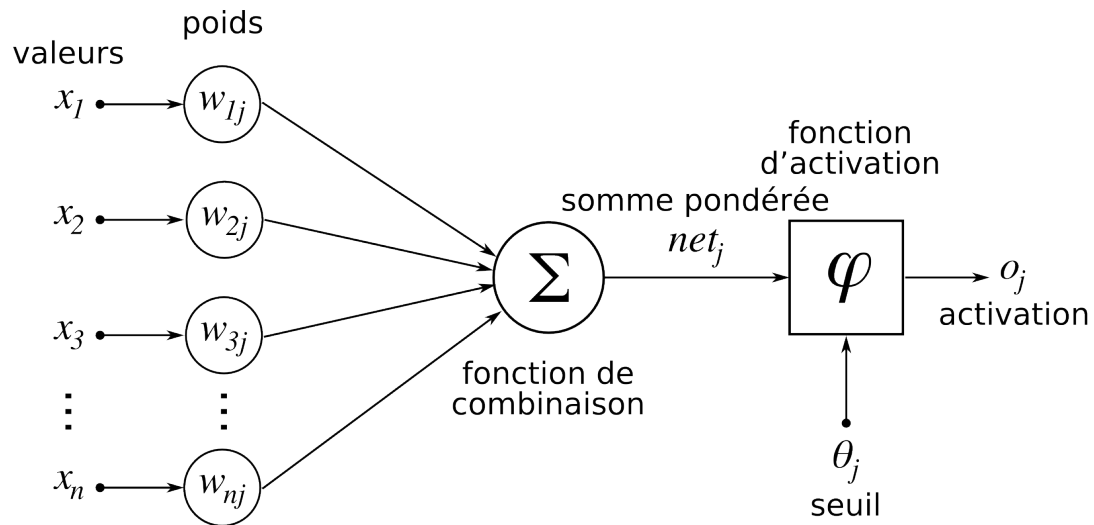 poids
valeurs
x1
w1j
x2
w2j
x3
w3j
⋮
⋮
xn
wnj
Σ
fonction de
combinaison
somme pondérée
netj
fonction
d’activation
φ
oj
activation
θj
seuil